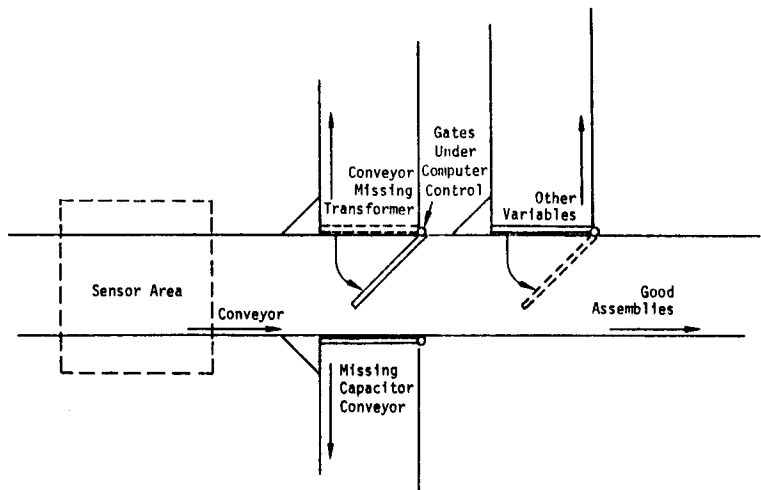 Gates
Under
Computer
Control
Conveyor
Missing
Transformer
Other
Variables
Sensor Area
Conveyor
Good
Assemblies
Missing
Capacitor
Conveyor